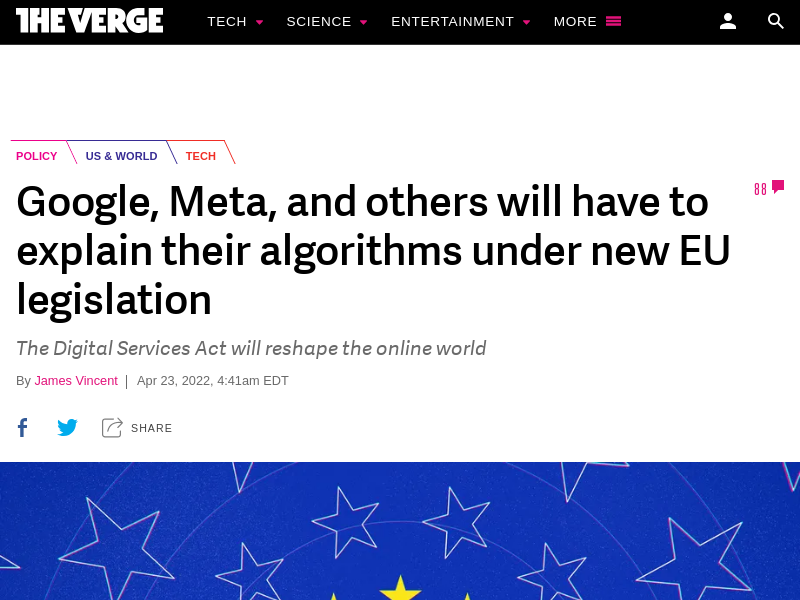 THE VERGE TECH SCIENCE ENTERTAINMENT MORE
POLICY US & WORLD TECH
Google, Meta, and others will have to
explain their algorithms under new EU
legislation
88
The Digital Services Act will reshape the online world
By James Vincent | Apr 23, 2022, 4:41am EDT
SHARE